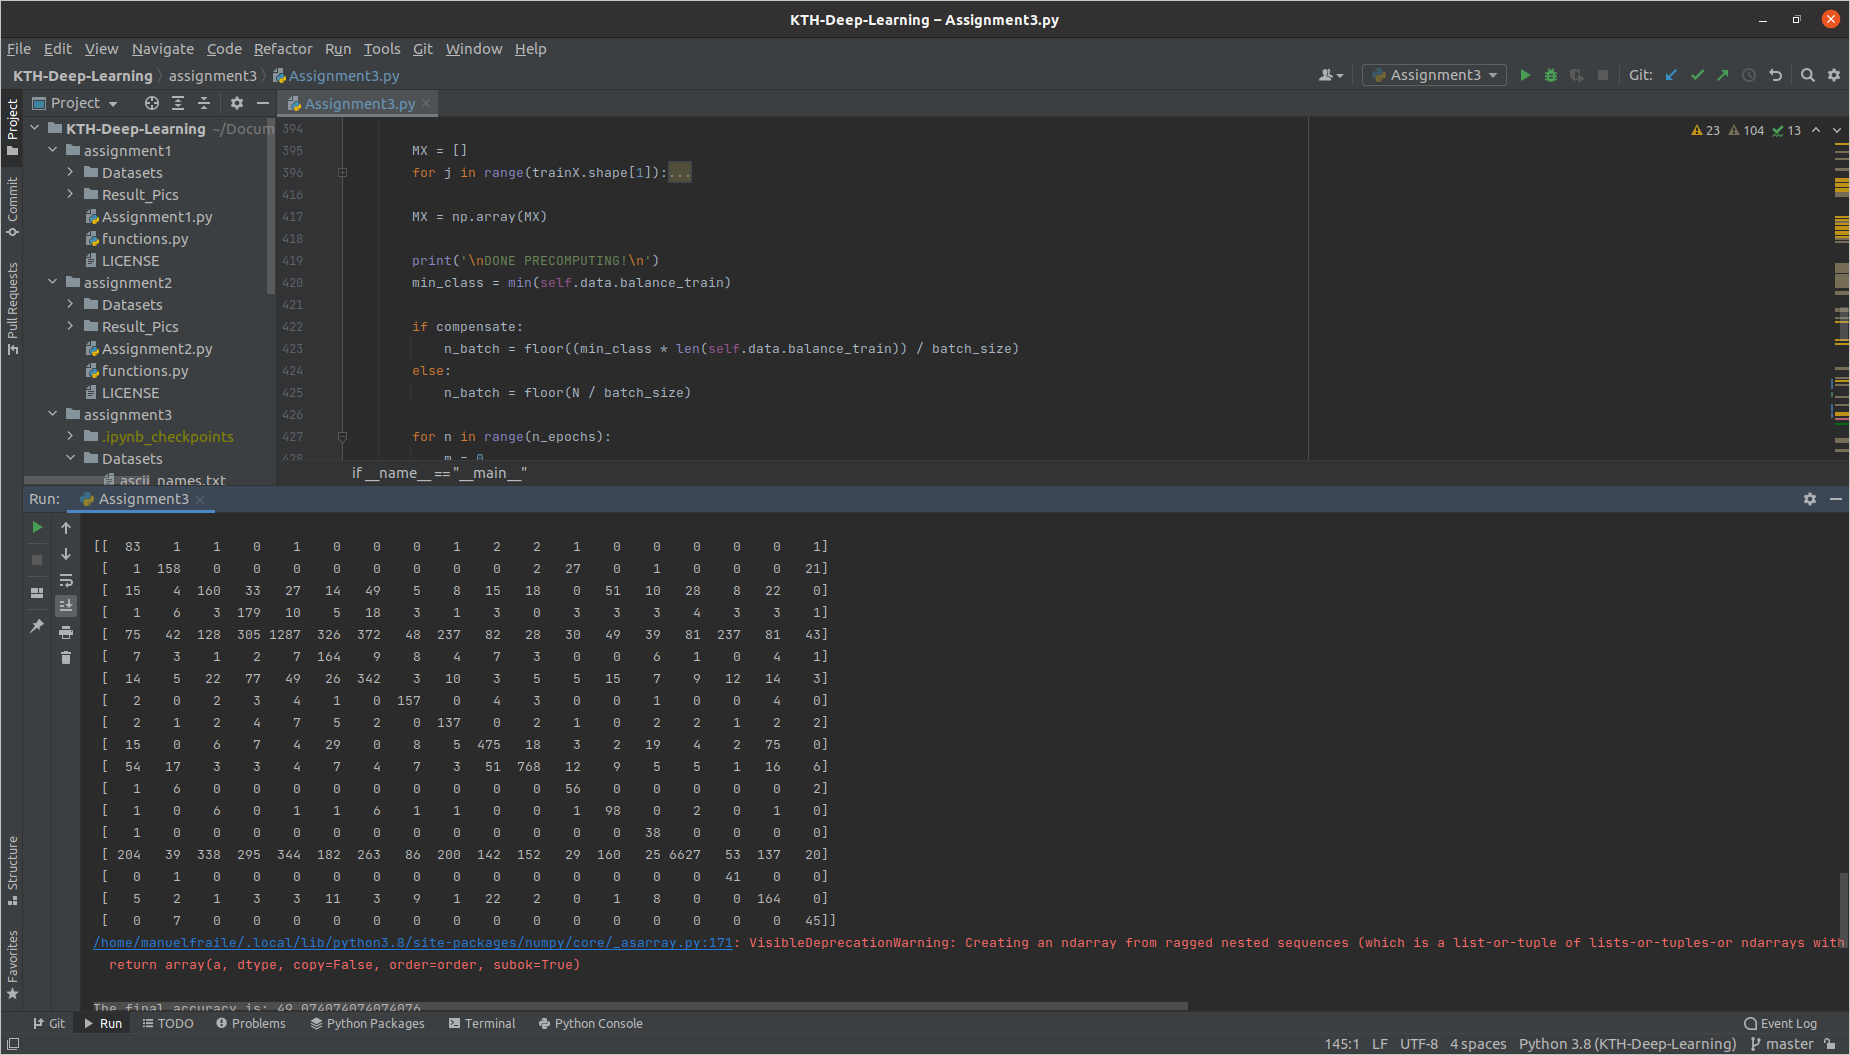 KTH-Deep-Learning – Assignment3.py
File Edit View Navigate Code Refactor Run Tools Git Window Help
KTH-Deep-Learning assignment3 Assignment3.py Assignment3 Git:
Project Assignment3.py
Project
Commit
Pull Requests
Structure
Favorites
KTH-Deep-Learning ~/Docum
assignment1
Datasets
Result_Pics
Assignment1.py
functions.py
LICENSE
assignment2
Datasets
Result_Pics
Assignment2.py
functions.py
LICENSE
assignment3
.ipynb_checkpoints
Datasets
ascii_names.txt
23 104 13
394
395 MX = []
396 for j in range(trainX.shape[1]):...
416
417 MX = np.array(MX)
418
419 print('\nDONE PRECOMPUTING!\n')
420 min_class = min(self.data.balance_train)
421
422 if compensate:
423 n_batch = floor((min_class * len(self.data.balance_train)) / batch_size)
424 else:
425 n_batch = floor(N / batch_size)
426
427 for n in range(n_epochs):
428 m = 0
if __name__ == "__main__"
Run: Assignment3
[[ 83 1 1 0 1 0 0 0 1 2 2 1 0 0 0 0 0 1]
[ 1 158 0 0 0 0 0 0 0 0 2 27 0 1 0 0 0 21]
[ 15 4 160 33 27 14 49 5 8 15 18 0 51 10 28 8 22 0]
[ 1 6 3 179 10 5 18 3 1 3 0 3 3 3 4 3 3 1]
[ 75 42 128 305 1287 326 372 48 237 82 28 30 49 39 81 237 81 43]
[ 7 3 1 2 7 164 9 8 4 7 3 0 0 6 1 0 4 1]
[ 14 5 22 77 49 26 342 3 10 3 5 5 15 7 9 12 14 3]
[ 2 0 2 3 4 1 0 157 0 4 3 0 0 1 0 0 4 0]
[ 2 1 2 4 7 5 2 0 137 0 2 1 0 2 2 1 2 2]
[ 15 0 6 7 4 29 0 8 5 475 18 3 2 19 4 2 75 0]
[ 54 17 3 3 4 7 4 7 3 51 768 12 9 5 5 1 16 6]
[ 1 6 0 0 0 0 0 0 0 0 0 56 0 0 0 0 0 2]
[ 1 0 6 0 1 1 6 1 1 0 0 1 98 0 2 0 1 0]
[ 1 0 0 0 0 0 0 0 0 0 0 0 0 38 0 0 0 0]
[ 204 39 338 295 344 182 263 86 200 142 152 29 160 25 6627 53 137 20]
[ 0 1 0 0 0 0 0 0 0 0 0 0 0 0 0 41 0 0]
[ 5 2 1 3 3 11 3 9 1 22 2 0 1 8 0 0 164 0]
[ 0 7 0 0 0 0 0 0 0 0 0 0 0 0 0 0 0 45]]
/home/manuelfraile/.local/lib/python3.8/site-packages/numpy/core/_asarray.py:171: VisibleDeprecationWarning: Creating an ndarray from ragged nested sequences (which is a list-or-tuple of lists-or-tuples-or ndarrays with
return array(a, dtype, copy=False, order=order, subok=True)
The final accuracy is: 49.074074074074076
Git Run TODO Problems Python Packages Terminal Python Console Event Log
145:1 LF UTF-8 4 spaces Python 3.8 (KTH-Deep-Learning) master